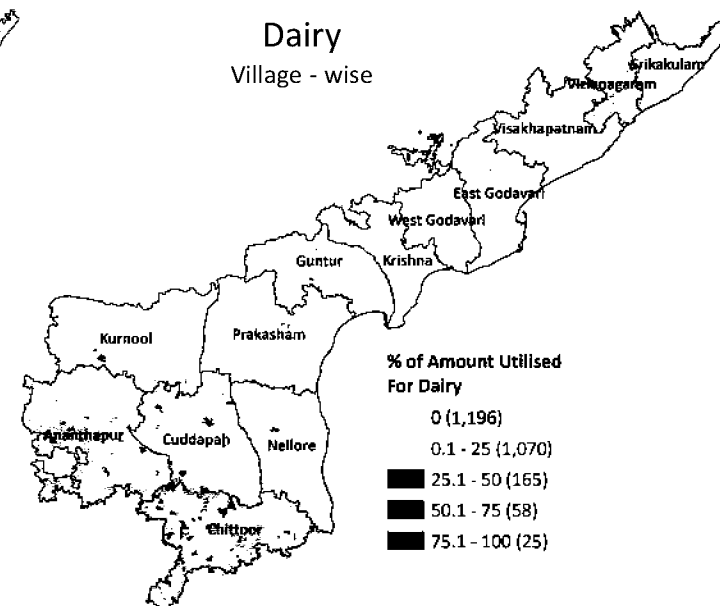 Dairy
Village - wise
Srikakulam
Vizianagaram
Visakhapatnam
East Godavari
West Godavari
Guntur
Krishna
Kurnool
Prakasham
% of Amount Utilised
For Dairy
0 (1,196)
0.1 - 25 (1,070)
25.1 - 50 (165)
50.1 - 75 (58)
75.1 - 100 (25)
Ananthapur
Cuddapah
Nellore
Chittoor